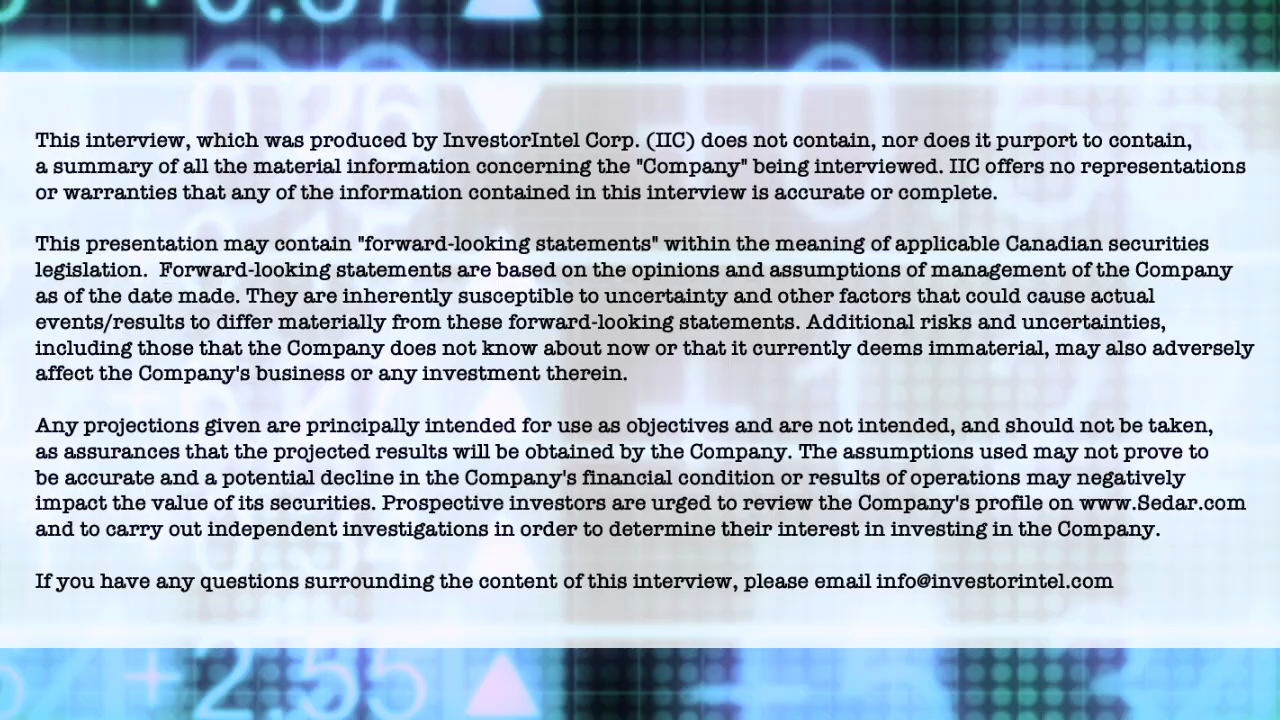 +0.37 ▲
-0.26 ▼
This interview, which was produced by InvestorIntel Corp. (IIC) does not contain, nor does it purport to contain,
a summary of all the material information concerning the "Company" being interviewed. IIC offers no representations
or warranties that any of the information contained in this interview is accurate or complete.
This presentation may contain "forward-looking statements" within the meaning of applicable Canadian securities
legislation.  Forward-looking statements are based on the opinions and assumptions of management of the Company
as of the date made. They are inherently susceptible to uncertainty and other factors that could cause actual
events/results to differ materially from these forward-looking statements. Additional risks and uncertainties,
including those that the Company does not know about now or that it currently deems immaterial, may also adversely
affect the Company's business or any investment therein.
Any projections given are principally intended for use as objectives and are not intended, and should not be taken,
as assurances that the projected results will be obtained by the Company. The assumptions used may not prove to
be accurate and a potential decline in the Company's financial condition or results of operations may negatively
impact the value of its securities. Prospective investors are urged to review the Company's profile on www.Sedar.com
and to carry out independent investigations in order to determine their interest in investing in the Company.
If you have any questions surrounding the content of this interview, please email info@investorintel.com
+2.55 ▲